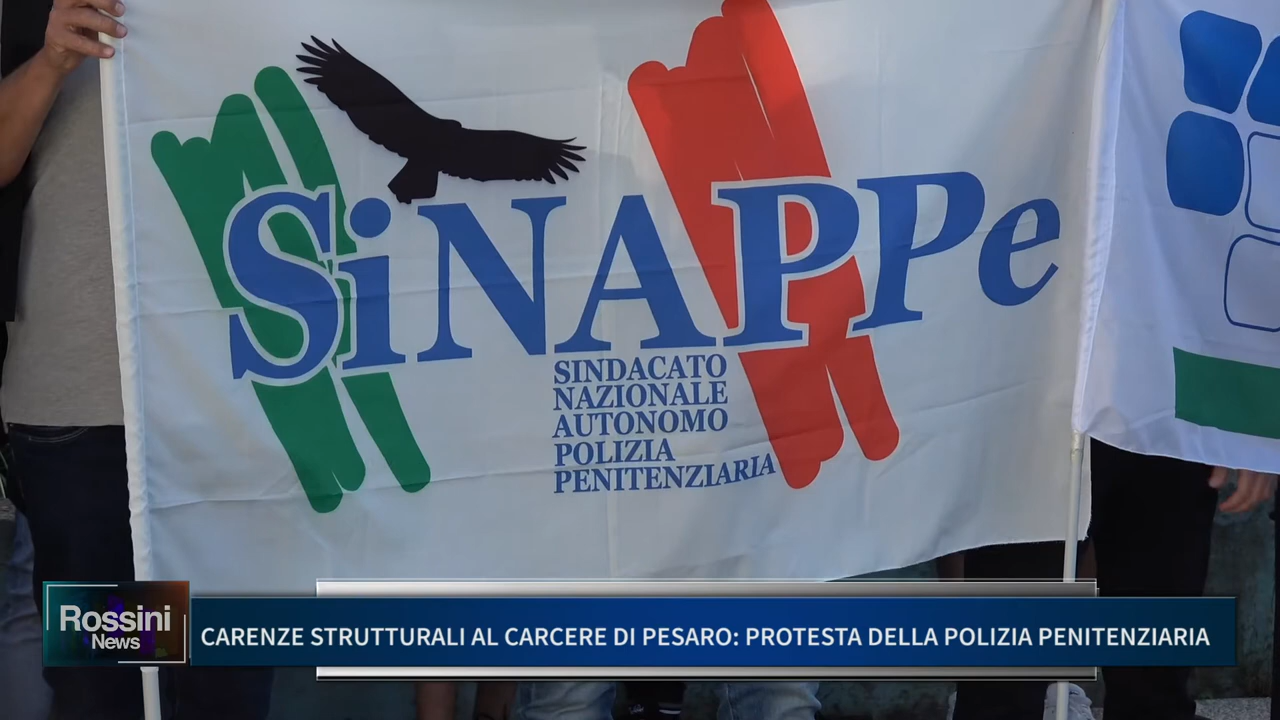 SiNAPPe
SINDACATO
NAZIONALE
AUTONOMO
POLIZIA
PENITENZIARIA
Rossini
News
CARENZE STRUTTURALI AL CARCERE DI PESARO: PROTESTA DELLA POLIZIA PENITENZIARIA